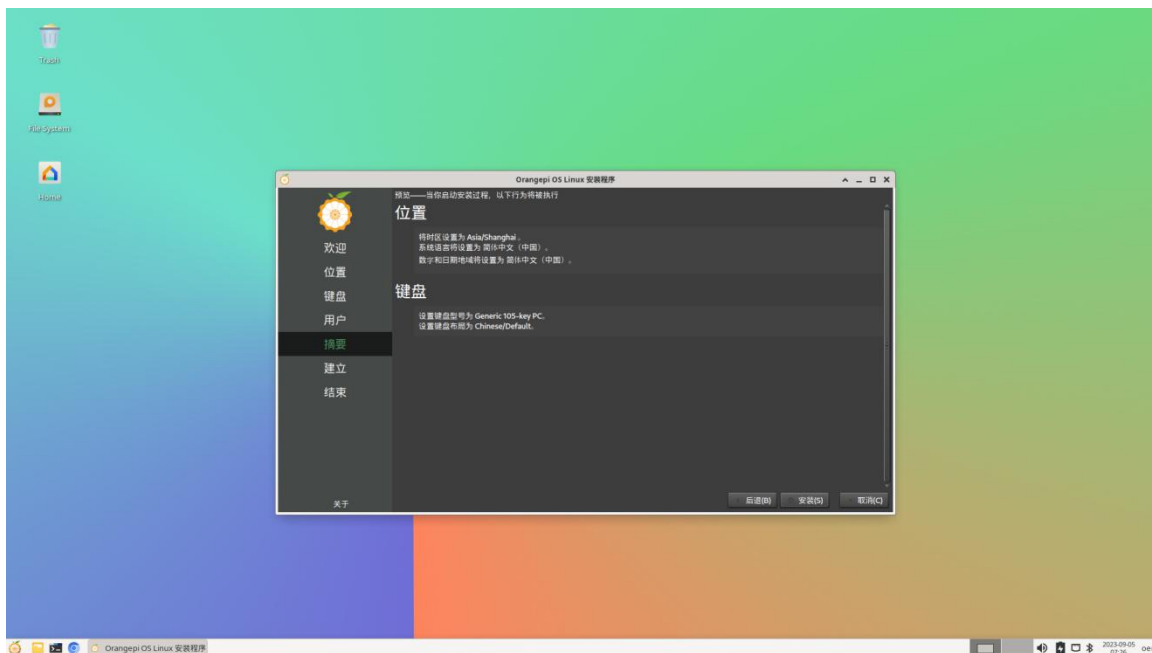 Trash
File System
Home
Orangepi OS Linux 安装程序
预览——当你启动安装过程，以下行为将被执行
位置
将时区设置为 Asia/Shanghai。
系统语言将设置为 简体中文（中国）。
数字和日期地域将设置为 简体中文（中国）。
键盘
设置键盘型号为 Generic 105-key PC。
设置键盘布局为 Chinese/Default。
欢迎
位置
键盘
用户
摘要
建立
结束
关于
后退(B)
安装(S)
取消(C)
Orangepi OS Linux 安装程序
2023-09-05
07:26
oe